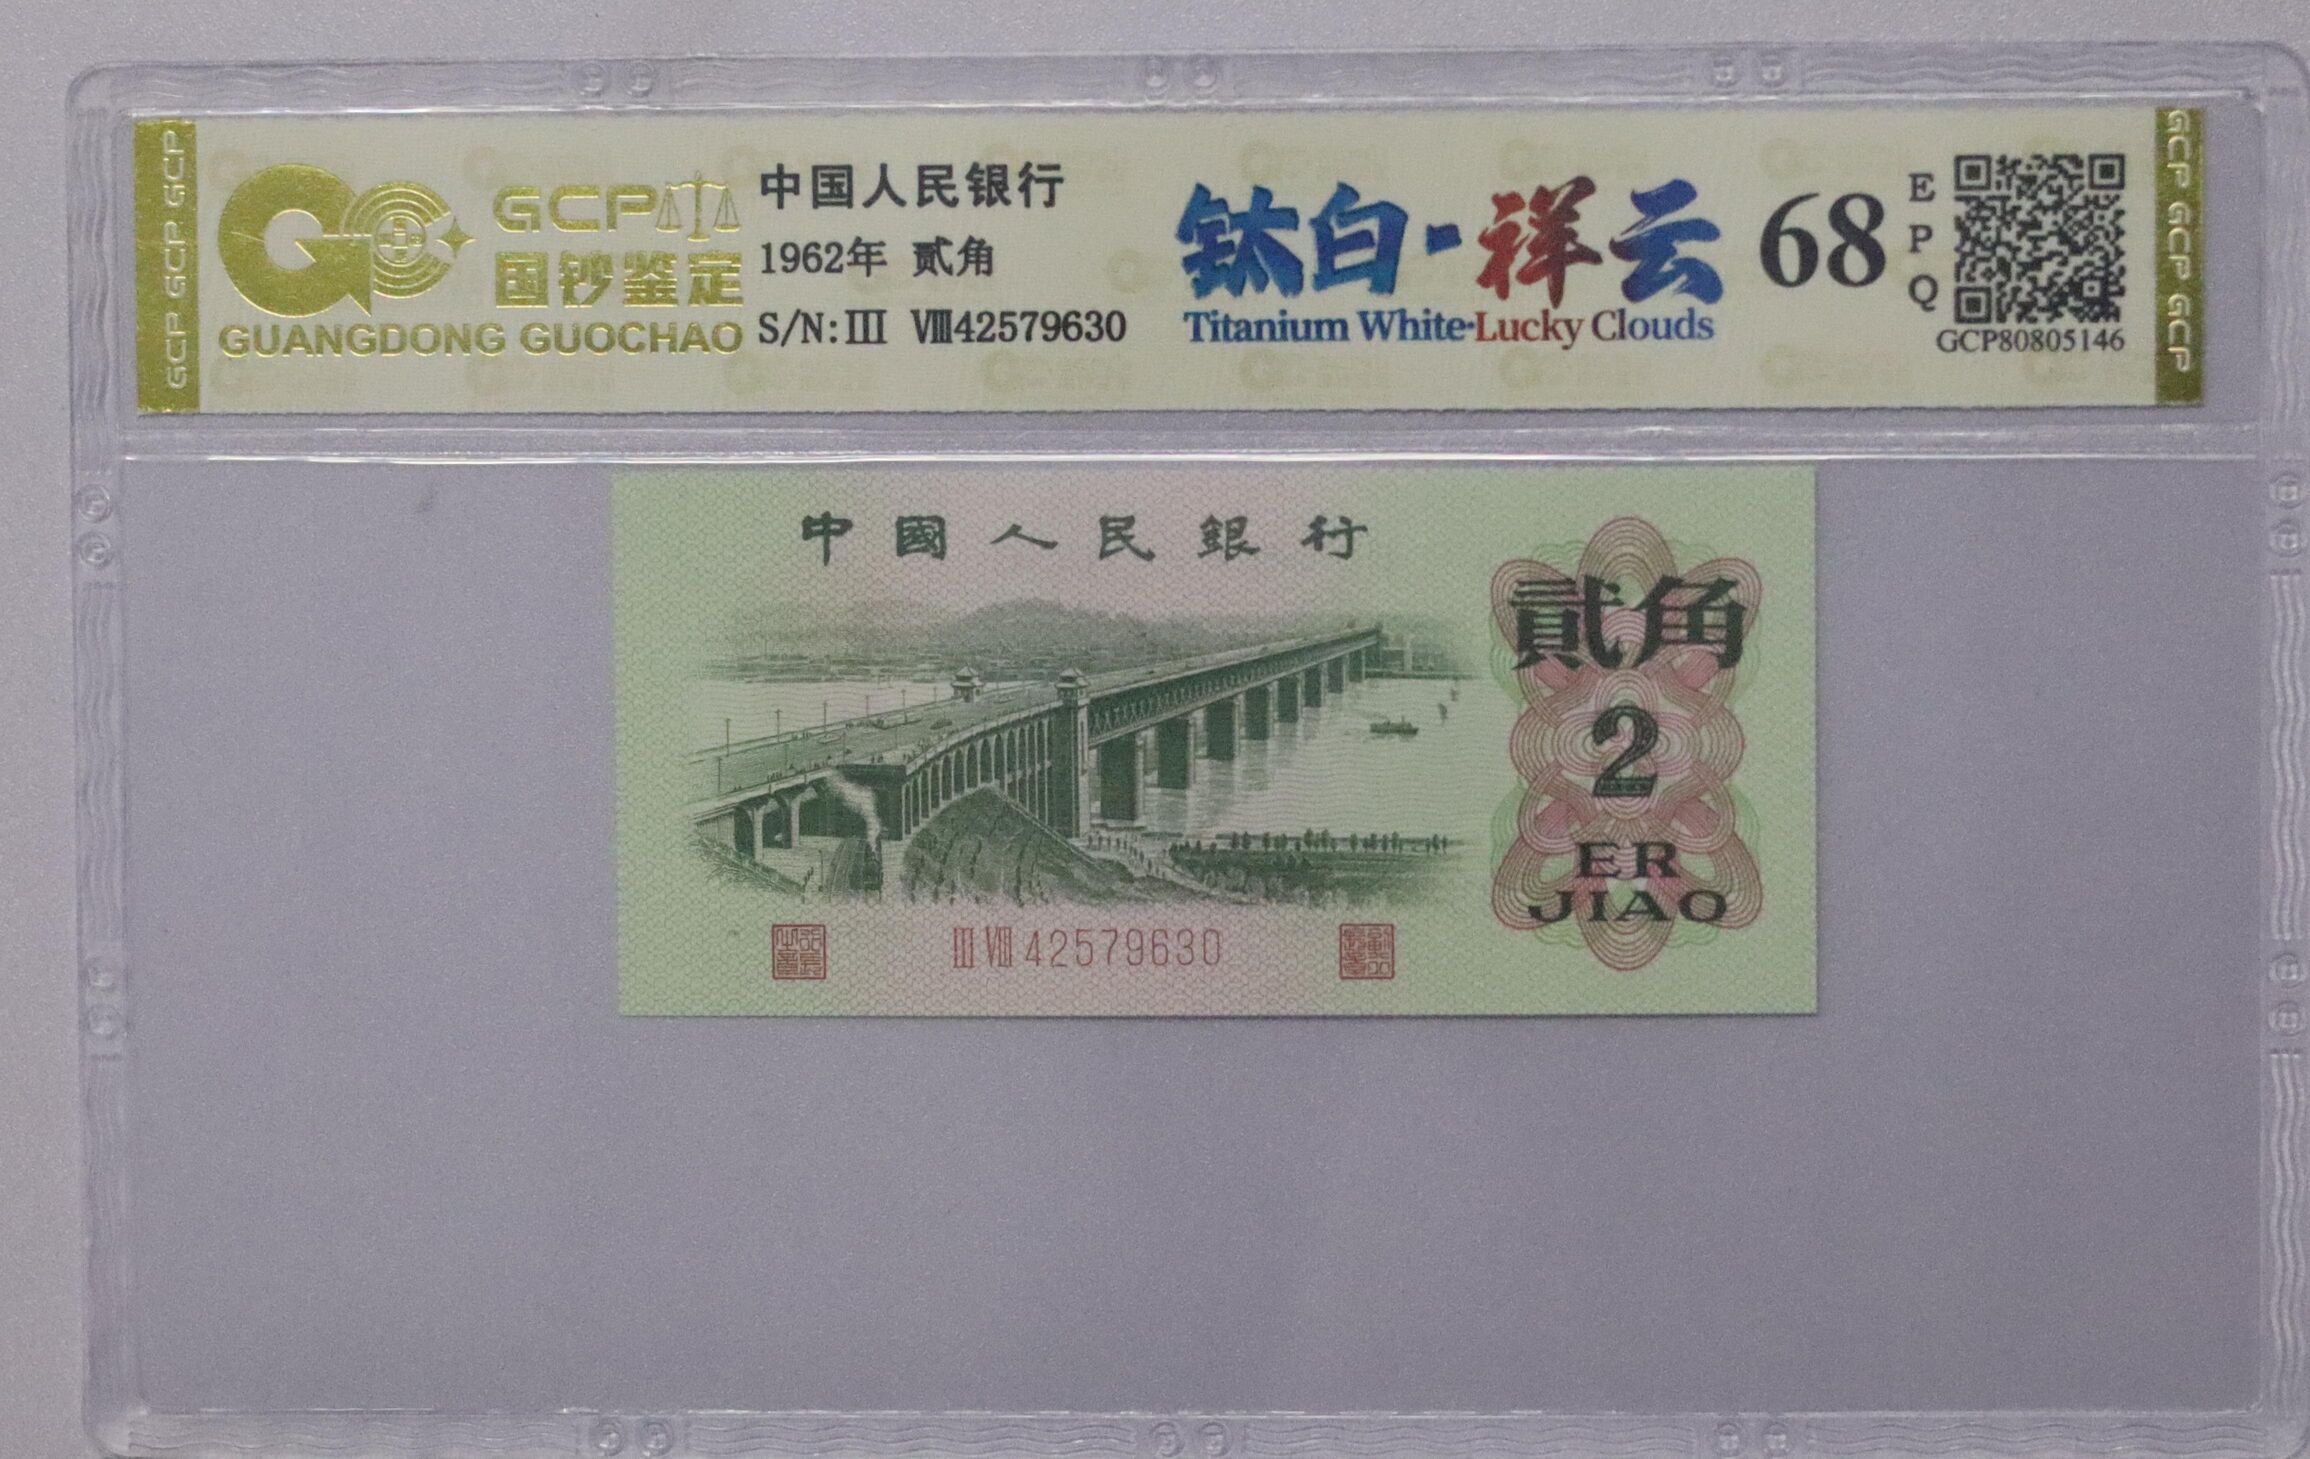 GCP GCP GCP
GCP
国钞鉴定
GUANGDONG GUOCHAO
中国人民银行
1962年 贰角
S/N:III VIII42579630
钛白-祥云
Titanium White·Lucky Clouds
68
EPQ
GCP80805146
GCP GCP GCP
中國人民銀行
貳角
2
ER
JIAO
III VIII 42579630